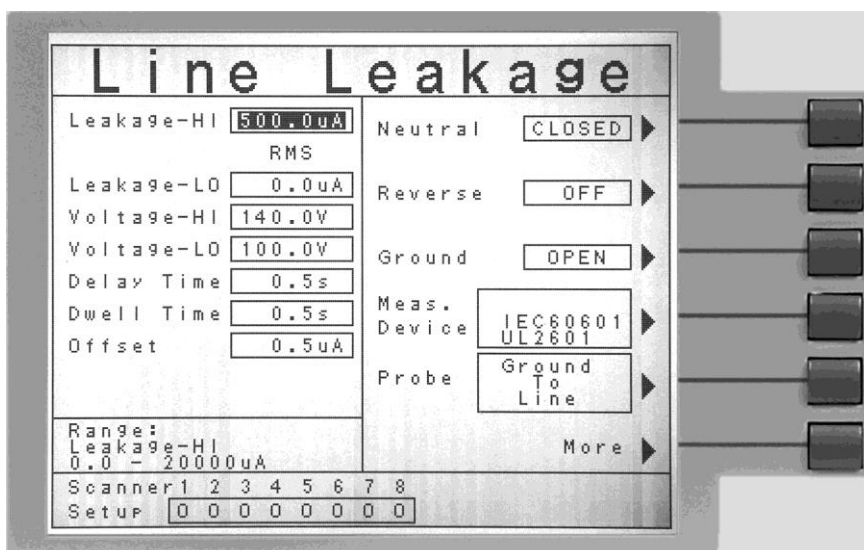 Line Leakage
Leakage-HI 500.0uA
RMS
Leakage-LO 0.0uA
Voltage-HI 140.0V
Voltage-LO 100.0V
Delay Time 0.5s
Dwell Time 0.5s
Offset 0.5uA
Neutral CLOSED
Reverse OFF
Ground OPEN
Meas.
Device
IEC60601
UL2601
Probe
Ground
To
Line
Range:
Leakage-HI
0.0 - 20000uA
More
Scanner 1 2 3 4 5 6 7 8
Setup 0 0 0 0 0 0 0 0